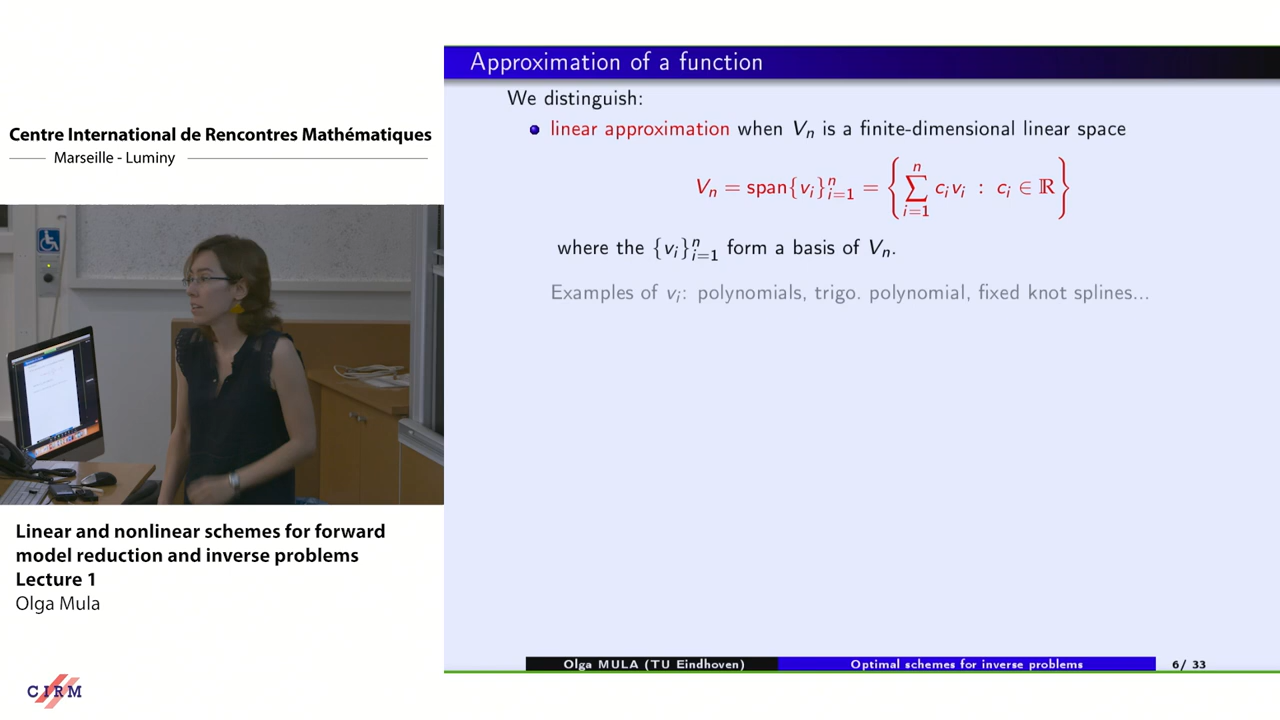 Centre International de Rencontres Mathématiques
Marseille - Luminy
Linear and nonlinear schemes for forward
model reduction and inverse problems
Lecture 1
Olga Mula
CIRM
Approximation of a function
We distinguish:
linear approximation when Vₙ is a finite-dimensional linear space
Vₙ = span{vᵢ}ⁿᵢ₌₁ = { ∑ⁿᵢ₌₁ cᵢvᵢ : cᵢ ∈ ℝ }
where the {vᵢ}ⁿᵢ₌₁ form a basis of Vₙ.
Examples of vᵢ: polynomials, trigo. polynomial, fixed knot splines...
Olga MULA (TU Eindhoven) Optimal schemes for inverse problems 6/ 33